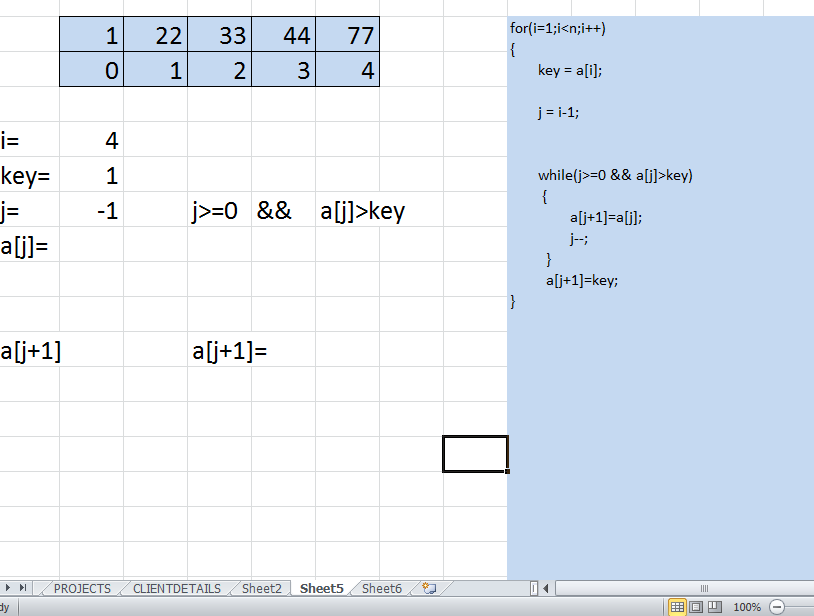 1 22 33 44 77
0 1 2 3 4
i= 4
key= 1
j= -1 j>=0 && a[j]>key
a[j]=
a[j+1] a[j+1]=
for(i=1;i<n;i++)
{
key = a[i];
j = i-1;
while(j>=0 && a[j]>key)
{
a[j+1]=a[j];
j--;
}
a[j+1]=key;
}
PROJECTS CLIENTDETAILS Sheet2 Sheet5 Sheet6
dy 100%